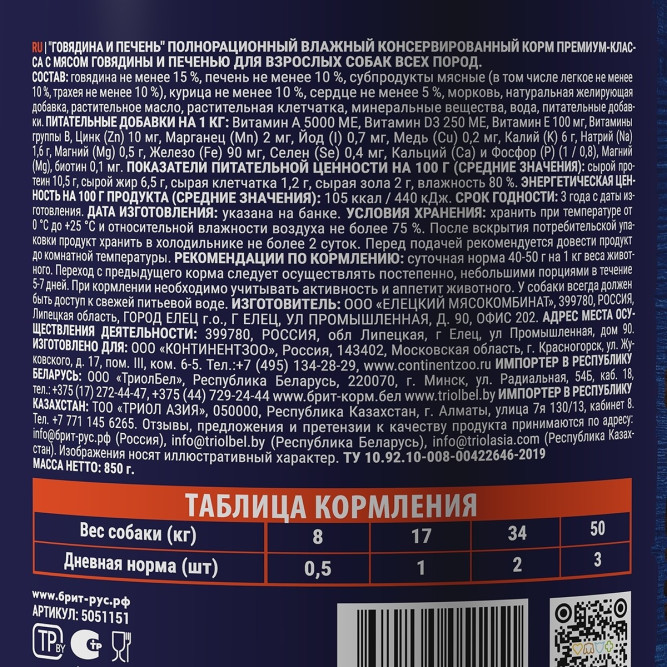 RU | "ГОВЯДИНА И ПЕЧЕНЬ" ПОЛНОРАЦИОННЫЙ ВЛАЖНЫЙ КОНСЕРВИРОВАННЫЙ КОРМ ПРЕМИУМ-КЛАС-
СА С МЯСОМ ГОВЯДИНЫ И ПЕЧЕНЬЮ ДЛЯ ВЗРОСЛЫХ СОБАК ВСЕХ ПОРОД.
СОСТАВ: говядина не менее 15 %, печень не менее 10 %, субпродукты мясные (в том числе легкое не менее
10 %, трахея не менее 10 %), курица не менее 10 %, сердце не менее 5 %, морковь, натуральная желирующая
добавка, растительное масло, растительная клетчатка, минеральные вещества, вода, питательные добав-
ки. ПИТАТЕЛЬНЫЕ ДОБАВКИ НА 1 КГ: Витамин А 5000 МЕ, Витамин D3 250 МЕ, Витамин Е 100 мг, Витамины
группы В, Цинк (Zn) 10 мг, Марганец (Mn) 2 мг, Йод (I) 0,7 мг, Медь (Cu) 0,2 мг, Калий (K) 6 г, Натрий (Na)
1,6 г, Магний (Mg) 0,5 г, Железо (Fe) 90 мг, Селен (Se) 0,4 мг, Кальций (Ca) и Фосфор (P) (1 / 0,8), Магний
(Mg), биотин 0,1 мг. ПОКАЗАТЕЛИ ПИТАТЕЛЬНОЙ ЦЕННОСТИ НА 100 Г (СРЕДНИЕ ЗНАЧЕНИЯ): сырой про-
теин 10,5 г, сырой жир 6,5 г, сырая клетчатка 1,2 г, сырая зола 2 г, влажность 80 %. ЭНЕРГЕТИЧЕСКАЯ ЦЕН-
НОСТЬ НА 100 Г ПРОДУКТА (СРЕДНИЕ ЗНАЧЕНИЯ): 105 ккал / 440 кДж. СРОК ГОДНОСТИ: 3 года с даты из-
готовления. ДАТА ИЗГОТОВЛЕНИЯ: указана на банке. УСЛОВИЯ ХРАНЕНИЯ: хранить при температуре от
0 °С до +25 °С и относительной влажности воздуха не более 75 %. После вскрытия потребительской упа-
ковки продукт хранить в холодильнике не более 2 суток. Перед подачей рекомендуется довести продукт
до комнатной температуры. РЕКОМЕНДАЦИИ ПО КОРМЛЕНИЮ: суточная норма 40-50 г на 1 кг веса живот-
ного. Переход с предыдущего корма следует осуществлять постепенно, небольшими порциями в течение
5-7 дней. При кормлении необходимо учитывать активность и аппетит животного. У собаки всегда должен
быть доступ к свежей питьевой воде. ИЗГОТОВИТЕЛЬ: ООО «ЕЛЕЦКИЙ МЯСОКОМБИНАТ», 399780, РОССИЯ,
Липецкая область, ГОРОД ЕЛЕЦ г.о., Г ЕЛЕЦ, УЛ ПРОМЫШЛЕННАЯ, Д. 90, ОФИС 202. АДРЕС МЕСТА ОСУ-
ЩЕСТВЛЕНИЯ ДЕЯТЕЛЬНОСТИ: 399780, РОССИЯ, обл Липецкая, г Елец, ул Промышленная, дом 90.
ИЗГОТОВЛЕНО ДЛЯ: ООО «КОНТИНЕНТЗОО», Россия, 143402, Московская область, г. Красногорск, ул. Жу-
ковского, д. 17, пом. III, ком. 6-5. Тел.:+7 (495) 134-28-29, www.continentzoo.ru ИМПОРТЕР В РЕСПУБЛИКУ
БЕЛАРУСЬ: ООО «ТриолБел», Республика Беларусь, 220070, г. Минск, ул. Радиальная, 54Б, каб. 18,
тел.: +375 (17) 272-44-47, +375 (44) 729-24-44 www.брит-корм.бел www.triolbel.by ИМПОРТЕР В РЕСПУБЛИКУ
КАЗАХСТАН: ТОО «ТРИОЛ АЗИЯ», 050000, Республика Казахстан, г. Алматы, улица 7я 130/13, кабинет 8.
Тел. +7 771 145 6265. Отзывы, предложения и претензии к качеству продукта принимаются по адресу:
info@брит-рус.рф (Россия), info@triolbel.by (Республика Беларусь), info@triolasia.com (Республика Казах-
стан). Изображения носят иллюстративный характер. ТУ 10.92.10-008-00422646-2019
МАССА НЕТТО: 850 г.
ТАБЛИЦА КОРМЛЕНИЯ
Вес собаки (кг) 8 17 34 50
Дневная норма (шт) 0,5 1 2 3
www.брит-рус.рф
АРТИКУЛ: 5051151
ТР BY РСТ ТР